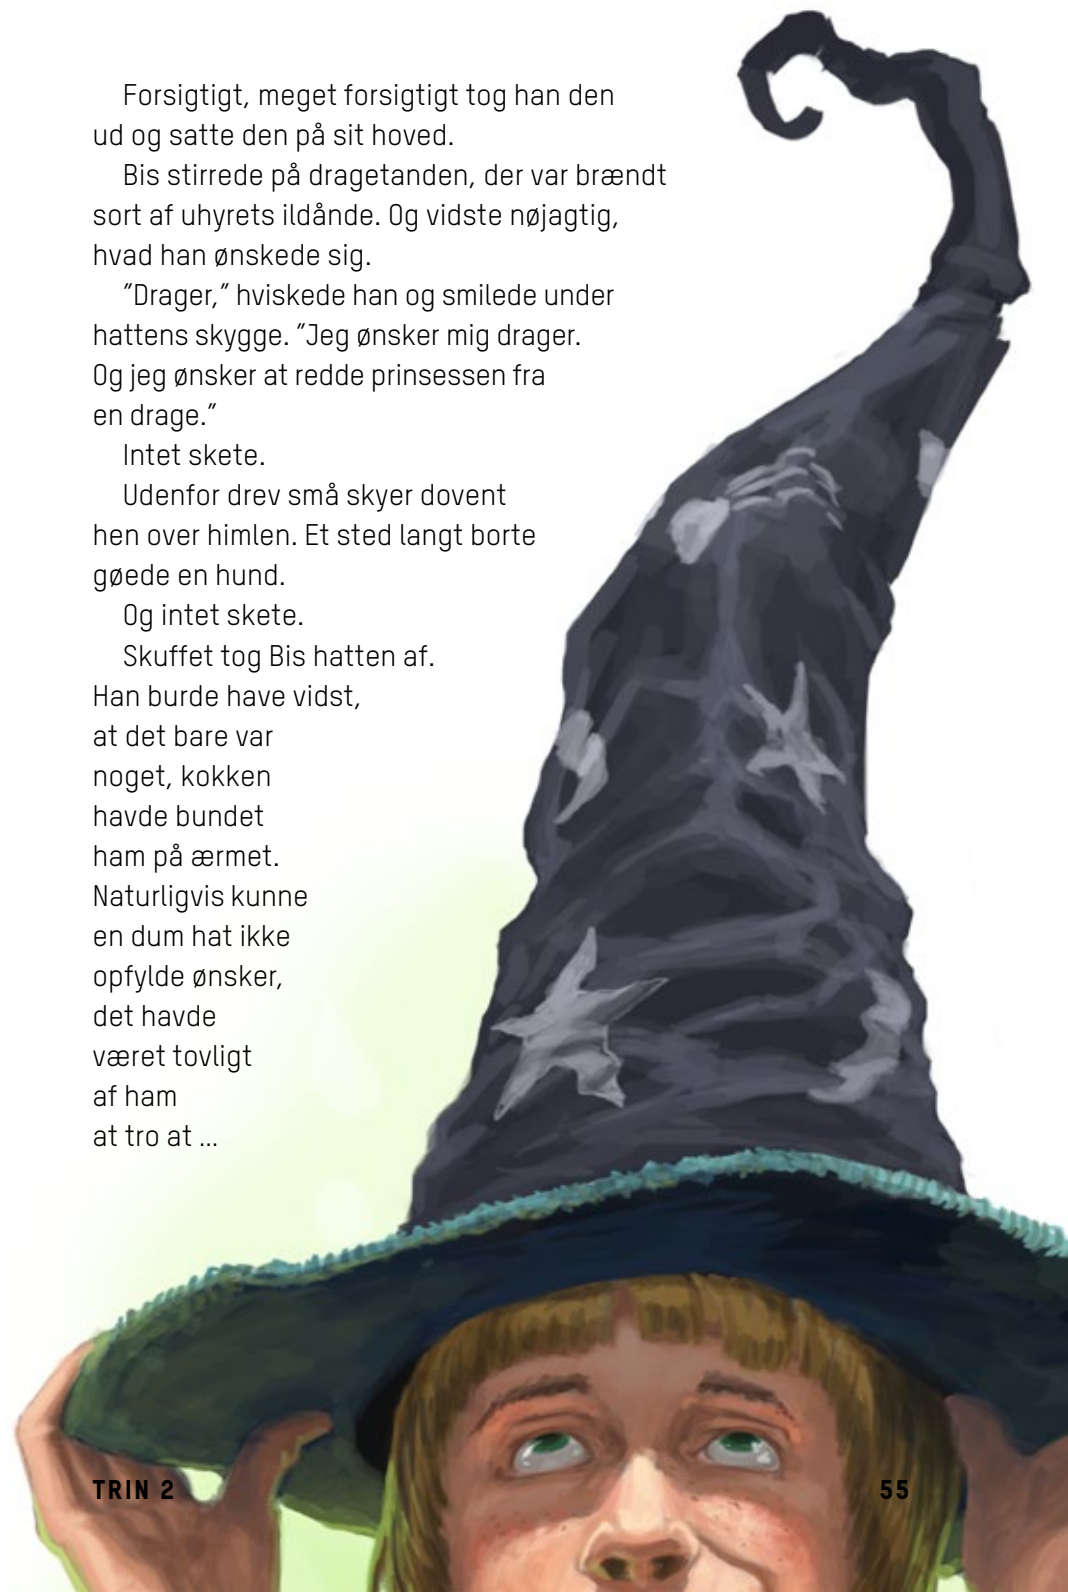 Forsigtigt, meget forsigtigt tog han den
ud og satte den på sit hoved.
Bis stirrede på dragetanden, der var brændt
sort af uhyrets ildånde. Og vidste nøjagtig,
hvad han ønskede sig.
”Drager,” hviskede han og smilede under
hattens skygge. ”Jeg ønsker mig drager.
Og jeg ønsker at redde prinsessen fra
en drage.”
Intet skete.
Udenfor drev små skyer dovent
hen over himlen. Et sted langt borte
gøede en hund.
Og intet skete.
Skuffet tog Bis hatten af.
Han burde have vidst,
at det bare var
noget, kokken
havde bundet
ham på ærmet.
Naturligvis kunne
en dum hat ikke
opfylde ønsker,
det havde
været tovligt
af ham
at tro at ...
TRIN 2
55